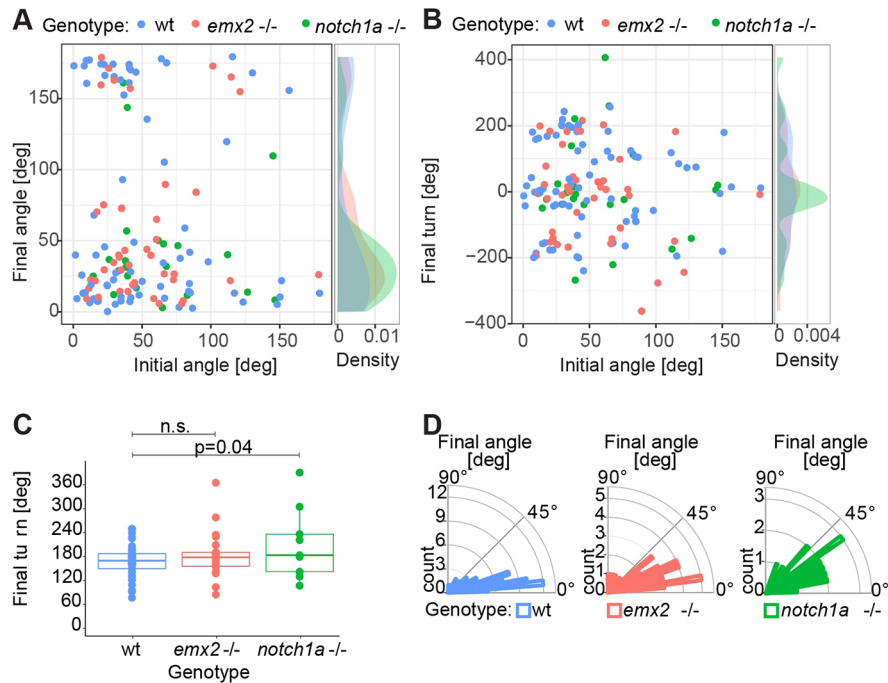 A Genotype: wt emx2 -/- notch1a -/-
Final angle [deg]
150
100
50
0
0 50 100 150
0 0.01
Initial angle [deg]
Density
B Genotype: wt emx2 -/- notch1a -/-
Final turn [deg]
400
200
0
−200
−400
0 50 100 150
0 0.004
Initial angle [deg]
Density
C
n.s.
p=0.04
Final tu rn [deg]
360
300
240
180
120
60
0
wt emx2 -/- notch1a -/-
Genotype
D
Final angle
[deg]
90°
12
9
6
3
0
count
45°
0°
Final angle
[deg]
90°
5
5
4
3
2
1
0
count
45°
0°
Final angle
[deg]
90°
3
2
1
0
count
45°
0°
Genotype: wt emx2 -/- notch1a -/-